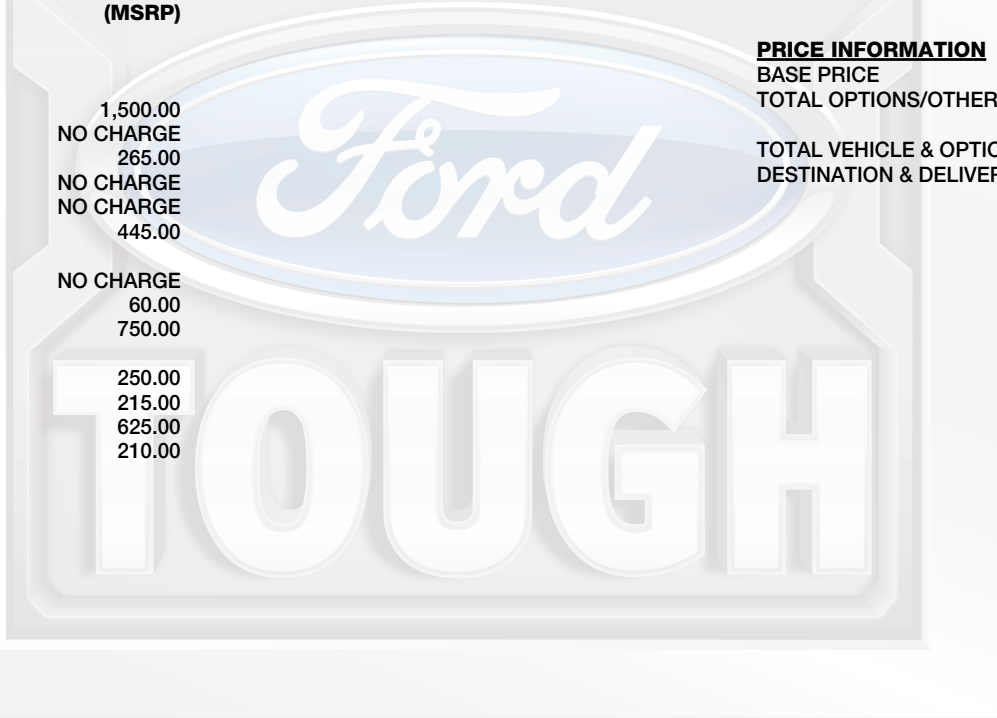 (MSRP)
1,500.00
NO CHARGE
265.00
NO CHARGE
NO CHARGE
445.00
NO CHARGE
60.00
750.00
250.00
215.00
625.00
210.00
PRICE INFORMATION
BASE PRICE
TOTAL OPTIONS/OTHER
TOTAL VEHICLE & OPTIO
DESTINATION & DELIVER
Ford
TOUGH